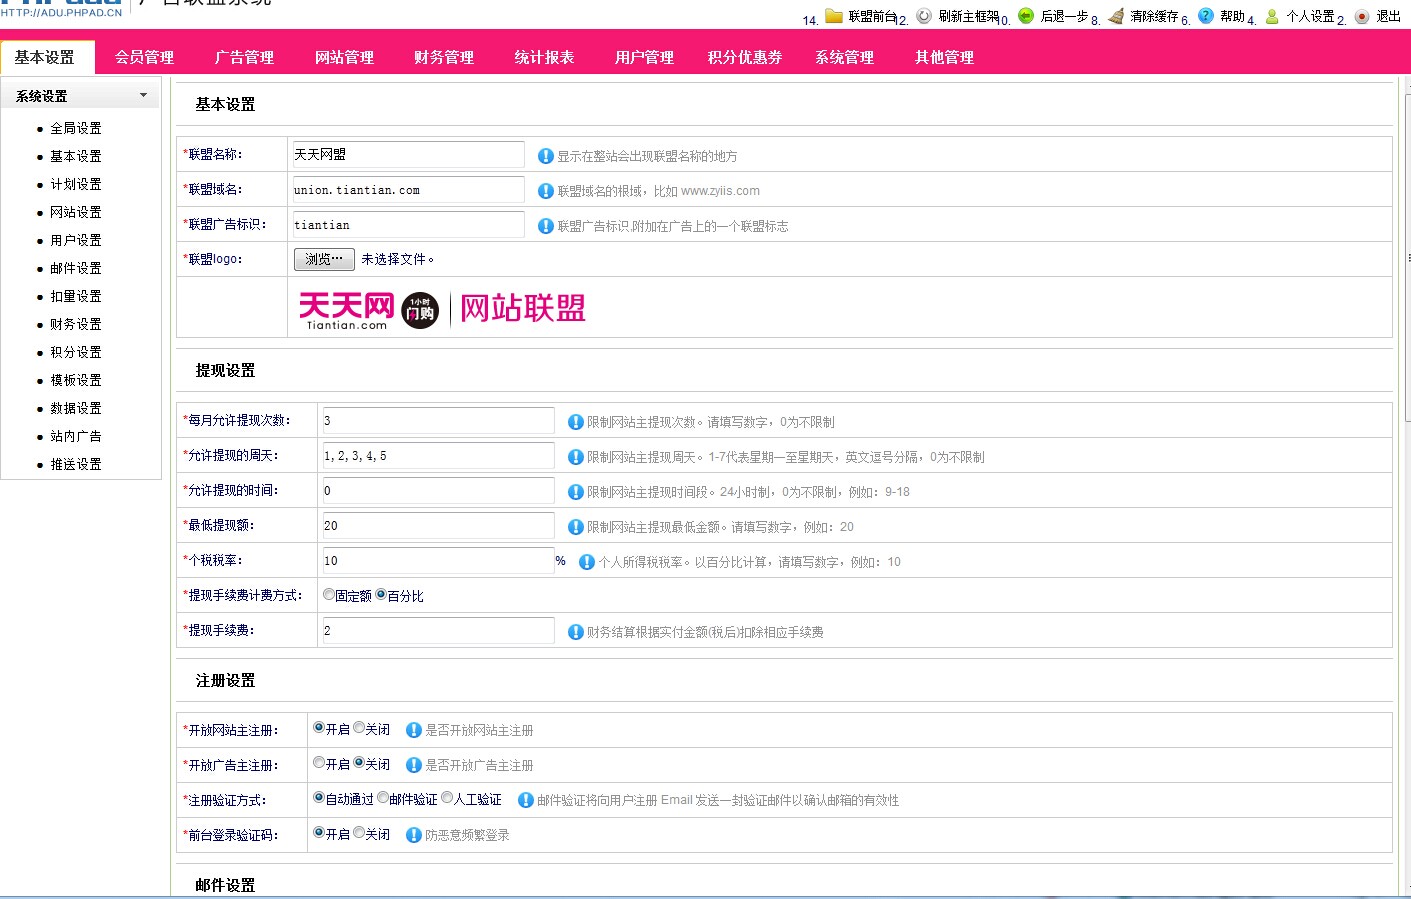 HTTP://ADU.PHPAD.CN
14. 联盟前台 12. 刷新主框架 10. 后退一步 8. 清除缓存 6. 帮助 4. 个人设置 2. 退出
基本设置 会员管理 广告管理 网站管理 财务管理 统计报表 用户管理 积分优惠券 系统管理 其他管理
系统设置
全局设置
基本设置
计划设置
网站设置
用户设置
邮件设置
扣量设置
财务设置
积分设置
模板设置
数据设置
站内广告
推送设置
基本设置
*联盟名称: 天天网盟 显示在整站会出现联盟名称的地方
*联盟域名: union.tiantian.com 联盟域名的根域，比如 www.zyiis.com
*联盟广告标识: tiantian 联盟广告标识,附加在广告上的一个联盟标志
*联盟logo: 浏览… 未选择文件。
天天网 Tiantian.com 1小时 闪购 网站联盟
提现设置
*每月允许提现次数: 3 限制网站主提现次数。请填写数字，0为不限制
*允许提现的周天: 1,2,3,4,5 限制网站主提现周天。1-7代表星期一至星期天，英文逗号分隔，0为不限制
*允许提现的时间: 0 限制网站主提现时间段。24小时制，0为不限制，例如：9-18
*最低提现额: 20 限制网站主提现最低金额。请填写数字，例如：20
*个税税率: 10 % 个人所得税税率。以百分比计算，请填写数字，例如：10
*提现手续费计费方式: 固定额 百分比
*提现手续费: 2 财务结算根据实付金额(税后)扣除相应手续费
注册设置
*开放网站主注册: 开启 关闭 是否开放网站主注册
*开放广告主注册: 开启 关闭 是否开放广告主注册
*注册验证方式: 自动通过 邮件验证 人工验证 邮件验证将向用户注册 Email 发送一封验证邮件以确认邮箱的有效性
*前台登录验证码: 开启 关闭 防恶意频繁登录
邮件设置